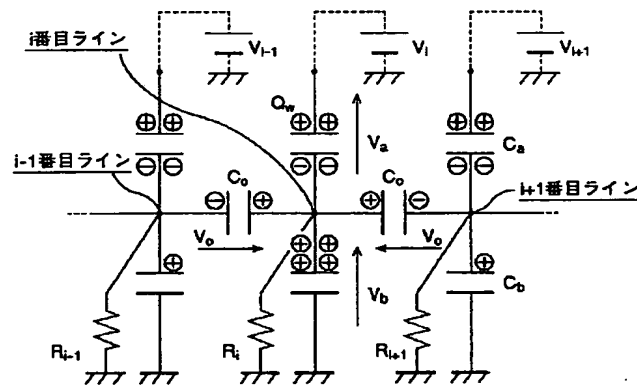 i番目ライン
V_{i-1}
V_i
V_{i+1}
Q_w
⊕⊕
⊕⊕
V_a
⊕⊕
C_a
⊖⊖
⊖⊖
⊖⊖
i-1番目ライン
C_o
C_o
i+1番目ライン
⊖
⊕
⊕
⊖
V_o
V_o
⊕⊕
⊕
⊕⊕
⊕
V_b
C_b
R_{i-1}
R_i
R_{i+1}